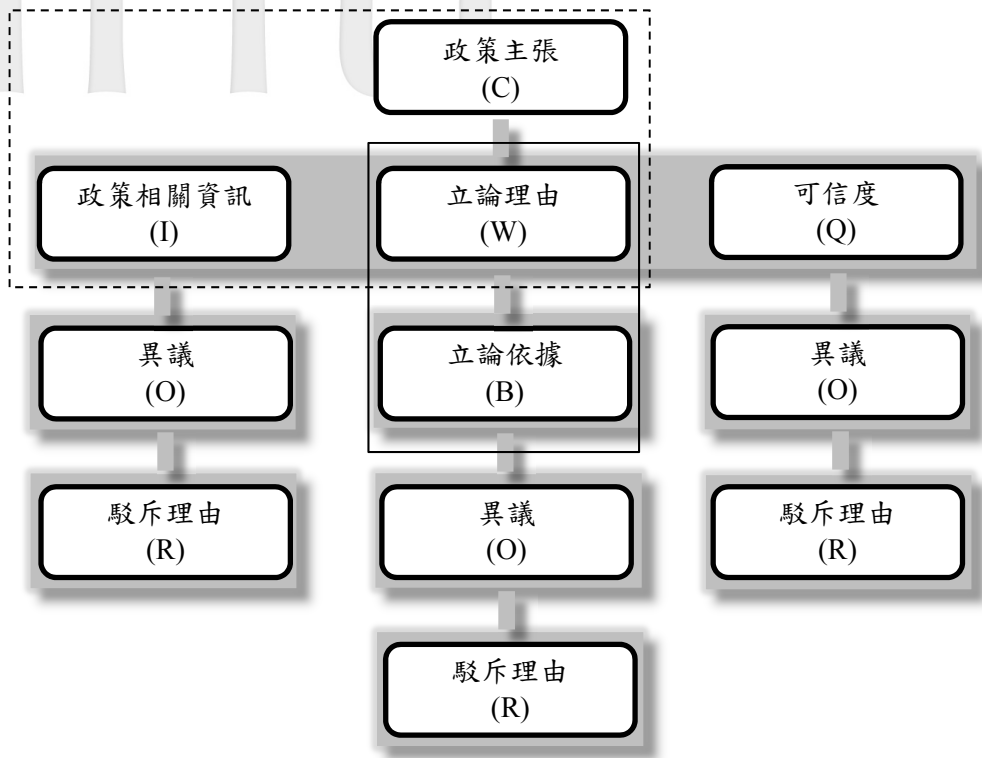 政策主張
(C)
政策相關資訊
(I)
立論理由
(W)
可信度
(Q)
異議
(O)
立論依據
(B)
異議
(O)
駁斥理由
(R)
異議
(O)
駁斥理由
(R)
駁斥理由
(R)